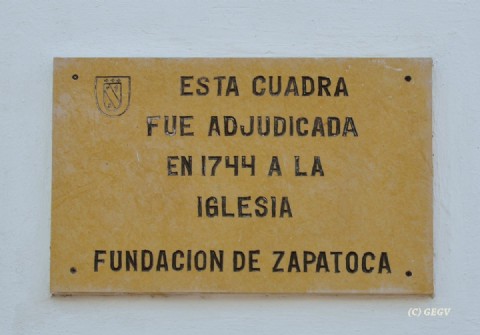 ESTA CUADRA
FUE ADJUDICADA
EN 1744 A LA
IGLESIA
FUNDACION DE ZAPATOCA
(C) GEGV